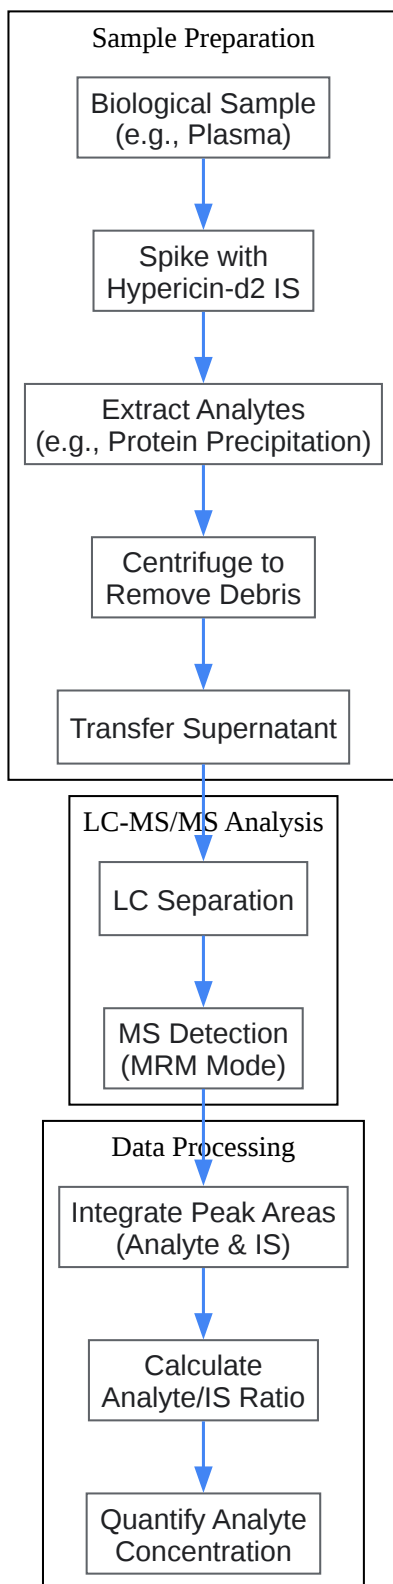 Sample Preparation
Biological Sample
(e.g., Plasma)
Spike with
Hypericin-d2 IS
Extract Analytes
(e.g., Protein Precipitation)
Centrifuge to
Remove Debris
Transfer Supernatant
LC-MS/MS Analysis
LC Separation
MS Detection
(MRM Mode)
Data Processing
Integrate Peak Areas
(Analyte & IS)
Calculate
Analyte/IS Ratio
Quantify Analyte
Concentration